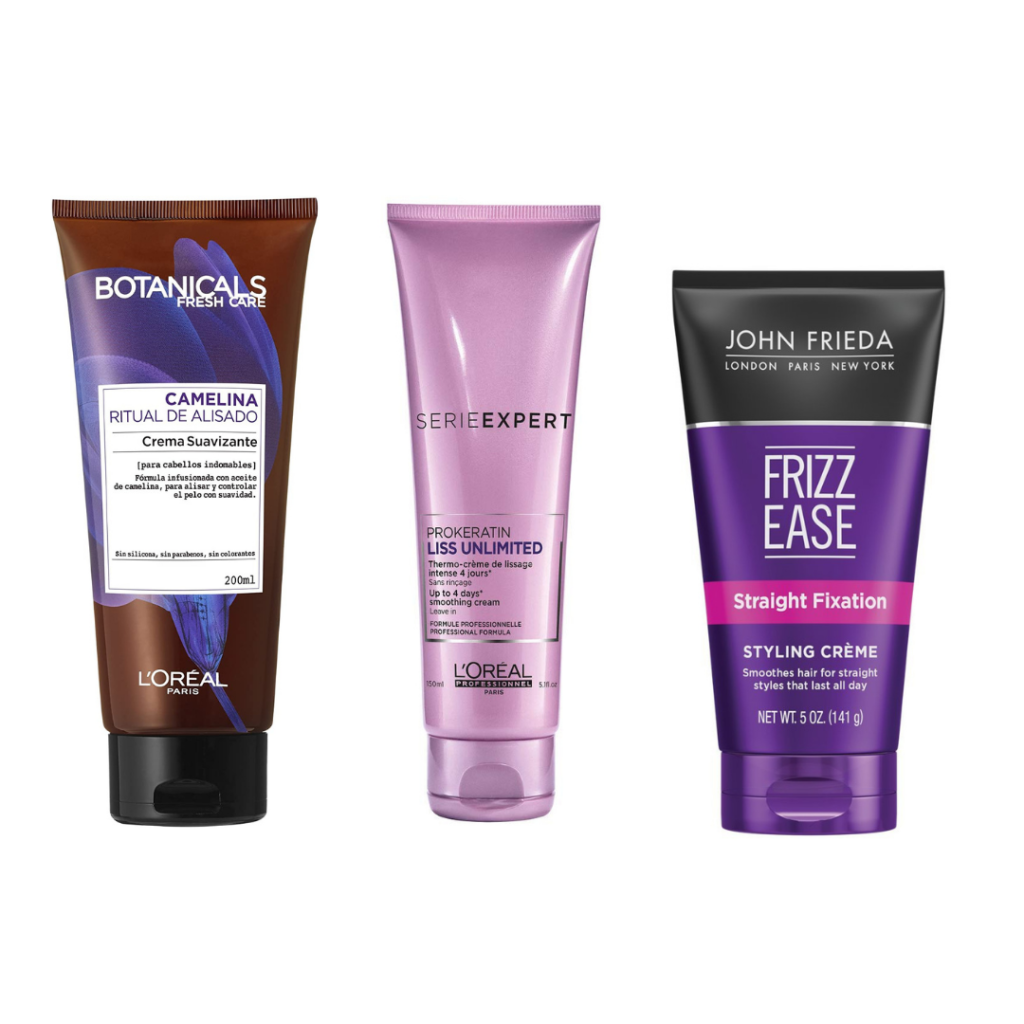 BOTANICALS
FRESH CARE
CAMELINA
RITUAL DE ALISADO
Crema Suavizante
[para cabellos indomables]
Fórmula infusionada con aceite
de camelina, para alisar y controlar
el pelo con suavidad.
Sin silicona, sin parabenos, sin colorantes
200ml
L'ORÉAL
PARIS
SERIEEXPERT
PROKERATIN
LISS UNLIMITED
Thermo-crème de lissage
intense 4 jours*
Sans rinçage
Up to 4 days*
smoothing cream
Leave in
FORMULE PROFESSIONNELLE
PROFESSIONAL FORMULA
L'ORÉAL
150ml PROFESSIONNEL 5.1fl.oz
PARIS
JOHN FRIEDA
LONDON PARIS NEW YORK
FRIZZ
EASE
Straight Fixation
STYLING CRÈME
Smoothes hair for straight
styles that last all day
NET WT. 5 OZ. (141 g)